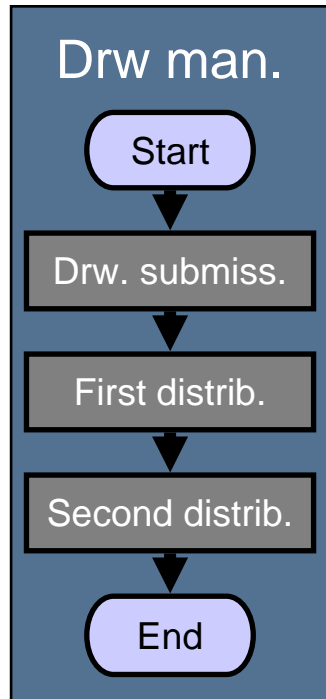 Drw man.
Start
Drw. submiss.
First distrib.
Second distrib.
End